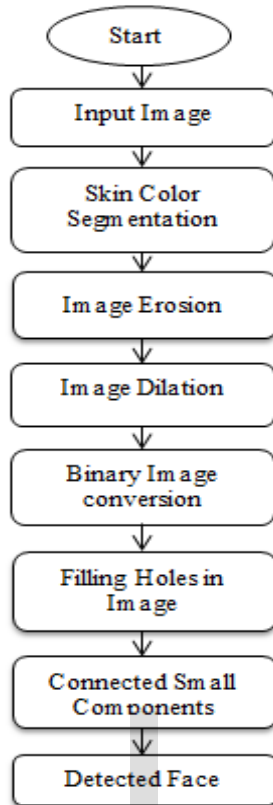 Start
Input Image
Skin Color
Segmentation
Image Erosion
Image Dilation
Binary Image
conversion
Filling Holes in
Image
Connected Small
Components
Detected Face